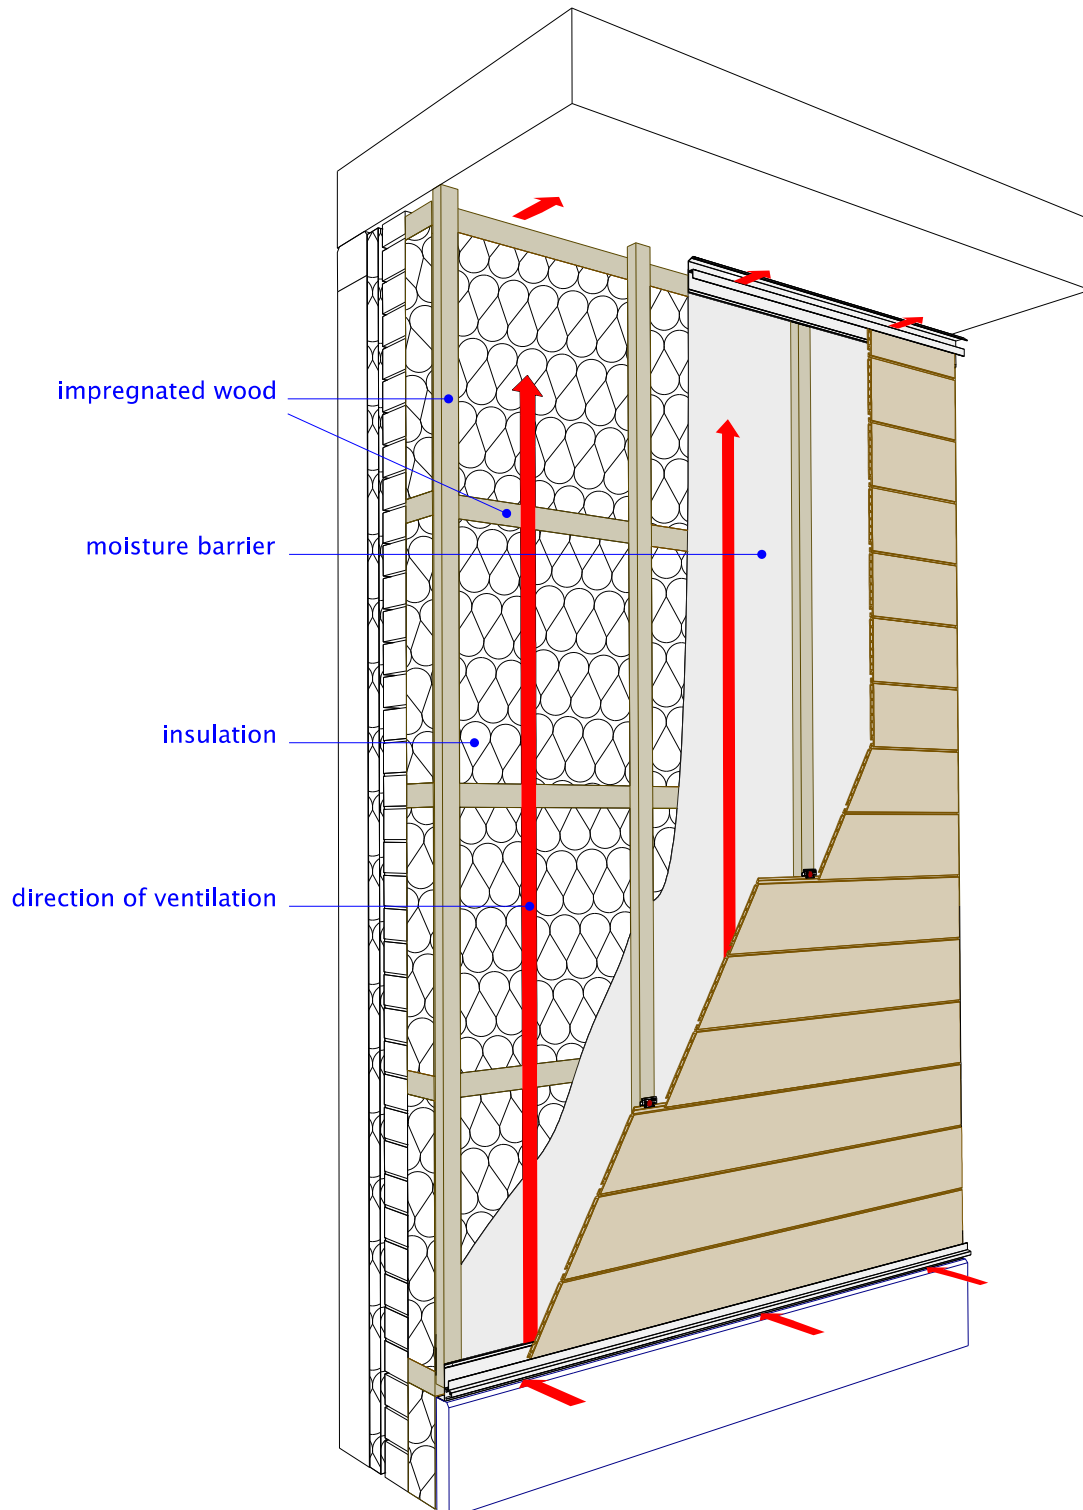 impregnated wood
moisture barrier
insulation
direction of ventilation